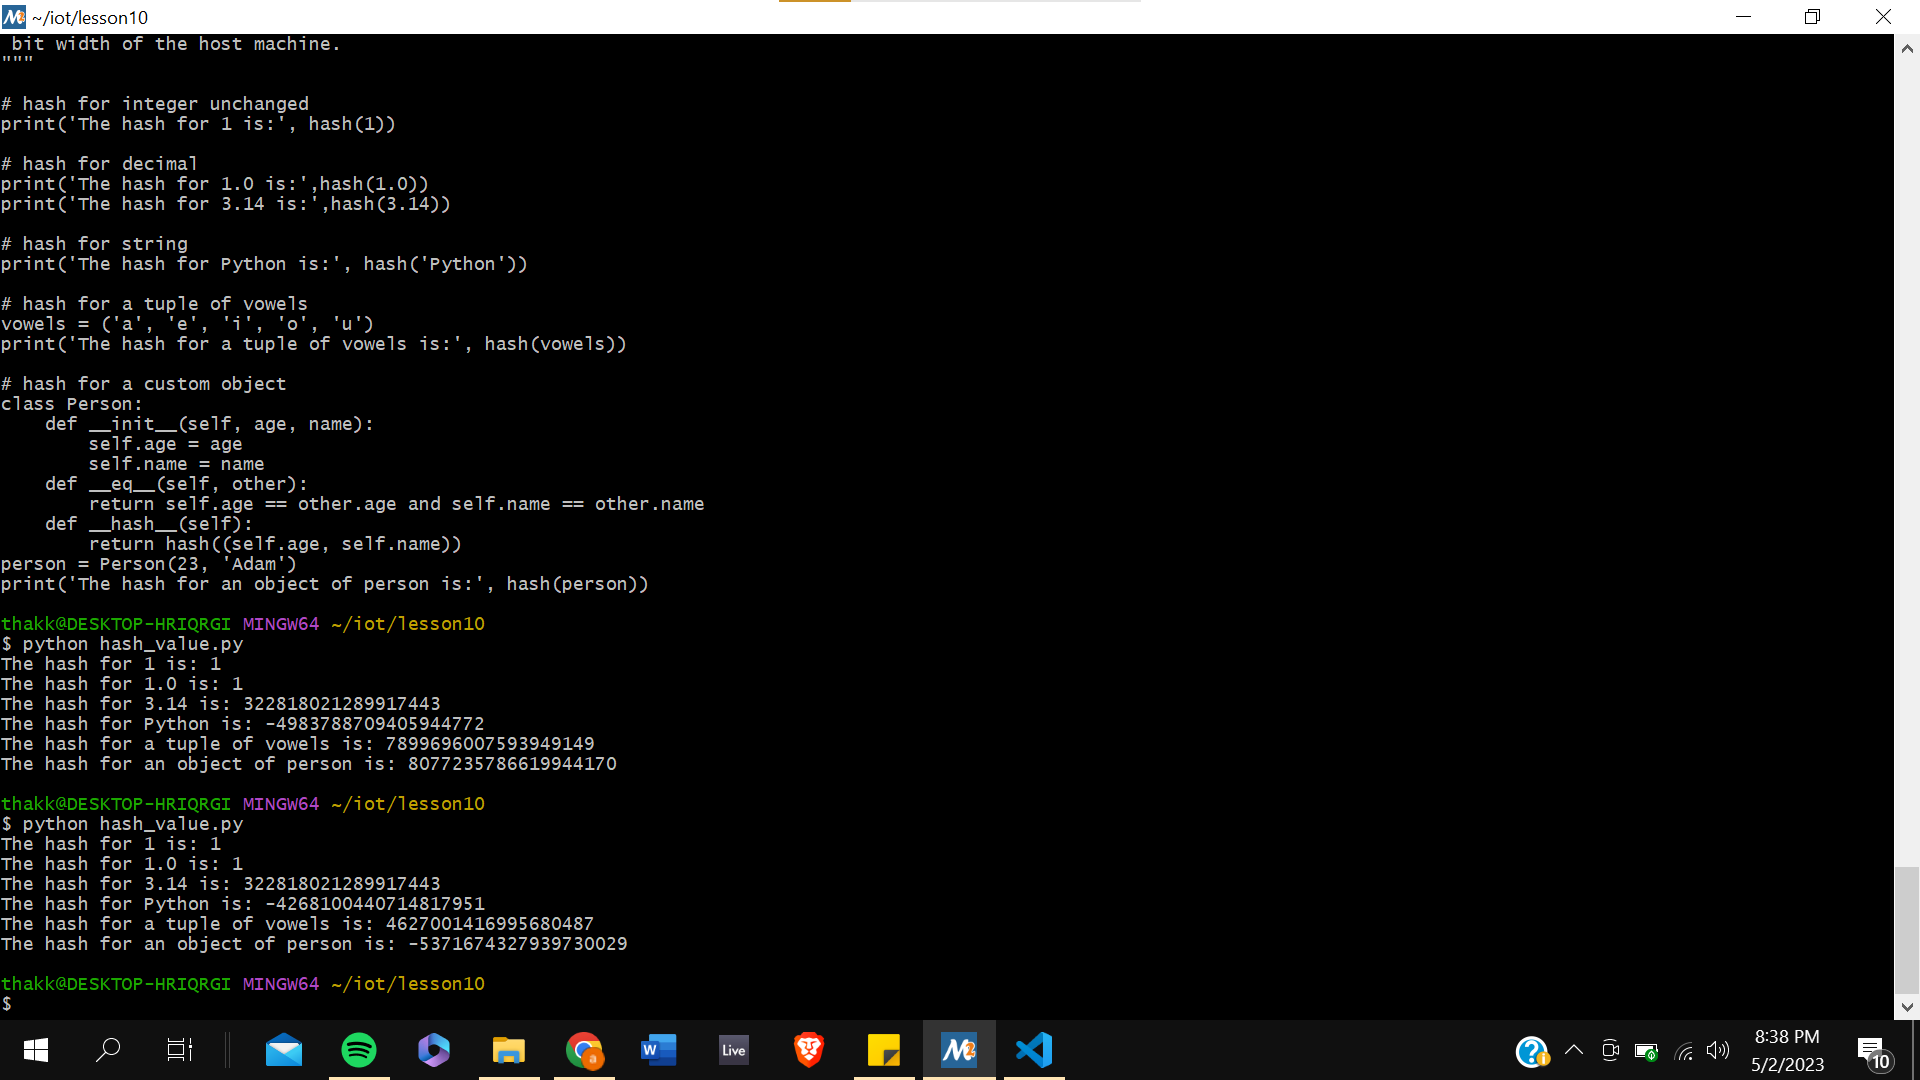 ~/iot/lesson10
 bit width of the host machine.
"""
# hash for integer unchanged
print('The hash for 1 is:', hash(1))
# hash for decimal
print('The hash for 1.0 is:',hash(1.0))
print('The hash for 3.14 is:',hash(3.14))
# hash for string
print('The hash for Python is:', hash('Python'))
# hash for a tuple of vowels
vowels = ('a', 'e', 'i', 'o', 'u')
print('The hash for a tuple of vowels is:', hash(vowels))
# hash for a custom object
class Person:
    def __init__(self, age, name):
        self.age = age
        self.name = name
    def __eq__(self, other):
        return self.age == other.age and self.name == other.name
    def __hash__(self):
        return hash((self.age, self.name))
person = Person(23, 'Adam')
print('The hash for an object of person is:', hash(person))
thakk@DESKTOP-HRIQRGI MINGW64 ~/iot/lesson10
$ python hash_value.py
The hash for 1 is: 1
The hash for 1.0 is: 1
The hash for 3.14 is: 322818021289917443
The hash for Python is: -4983788709405944772
The hash for a tuple of vowels is: 7899696007593949149
The hash for an object of person is: 8077235786619944170
thakk@DESKTOP-HRIQRGI MINGW64 ~/iot/lesson10
$ python hash_value.py
The hash for 1 is: 1
The hash for 1.0 is: 1
The hash for 3.14 is: 322818021289917443
The hash for Python is: -4268100440714817951
The hash for a tuple of vowels is: 4627001416995680487
The hash for an object of person is: -5371674327939730029
thakk@DESKTOP-HRIQRGI MINGW64 ~/iot/lesson10
$
Live
8:38 PM
5/2/2023
10